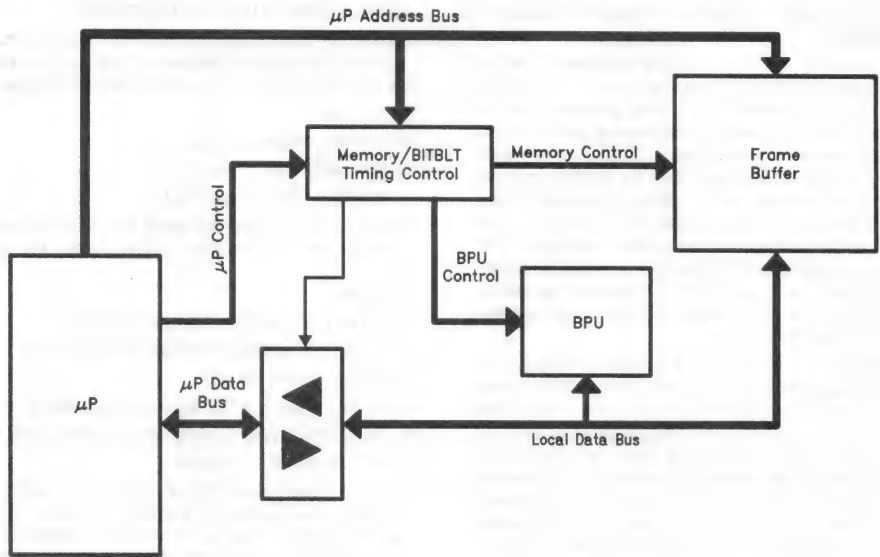 μP Address Bus
Memory/BITBLT
Timing Control
Memory Control
Frame
Buffer
μP Control
BPU
Control
BPU
μP
μP Data
Bus
Local Data Bus